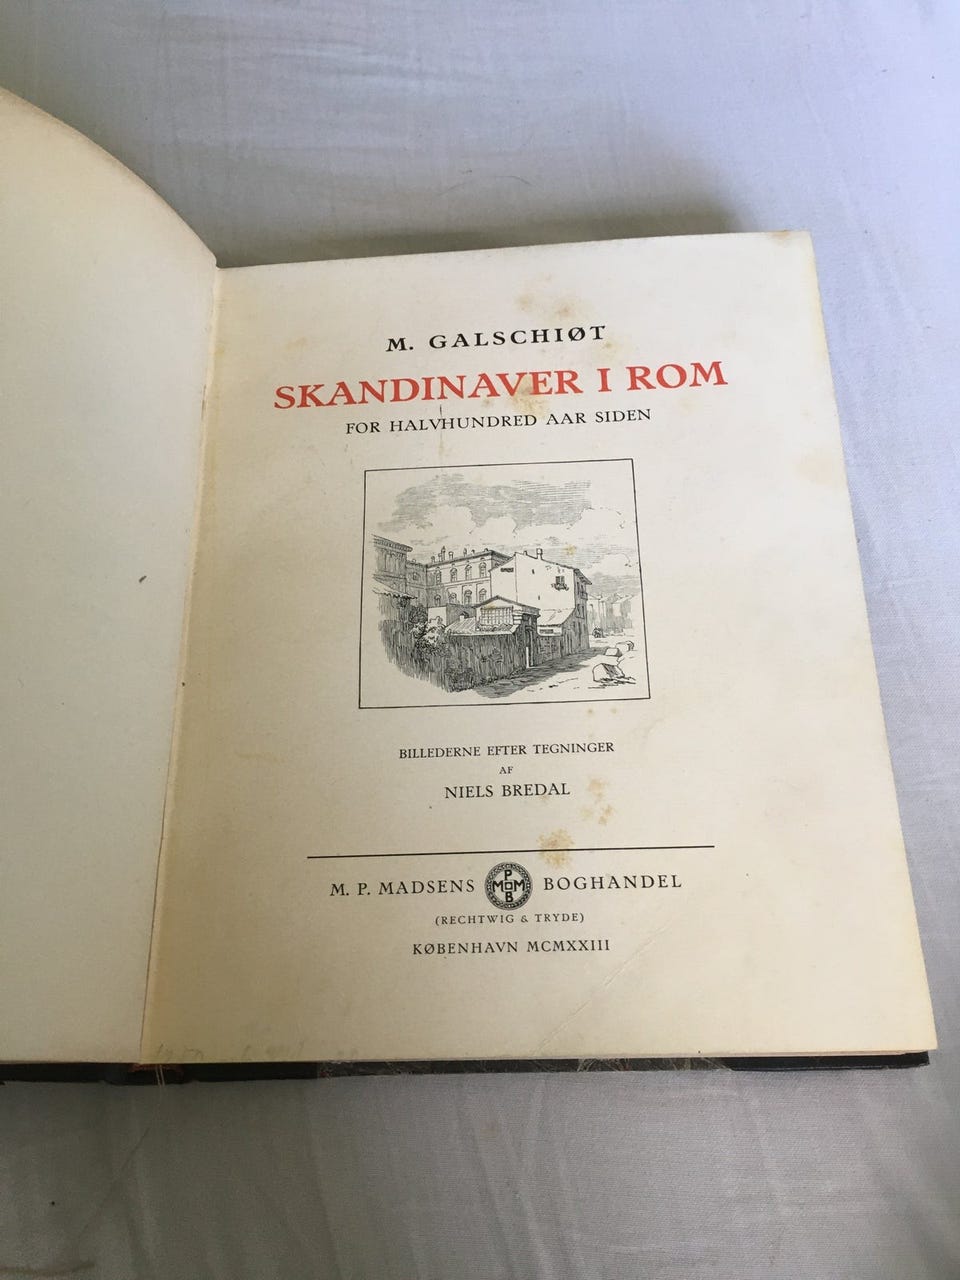 M. GALSCHIØT
SKANDINAVER I ROM
FOR HALVHUNDRED AAR SIDEN
BILLEDERNE EFTER TEGNINGER
AF
NIELS BREDAL
M. P. MADSENS PMMB BOGHANDEL
(RECHTWIG & TRYDE)
KØBENHAVN MCMXXIII